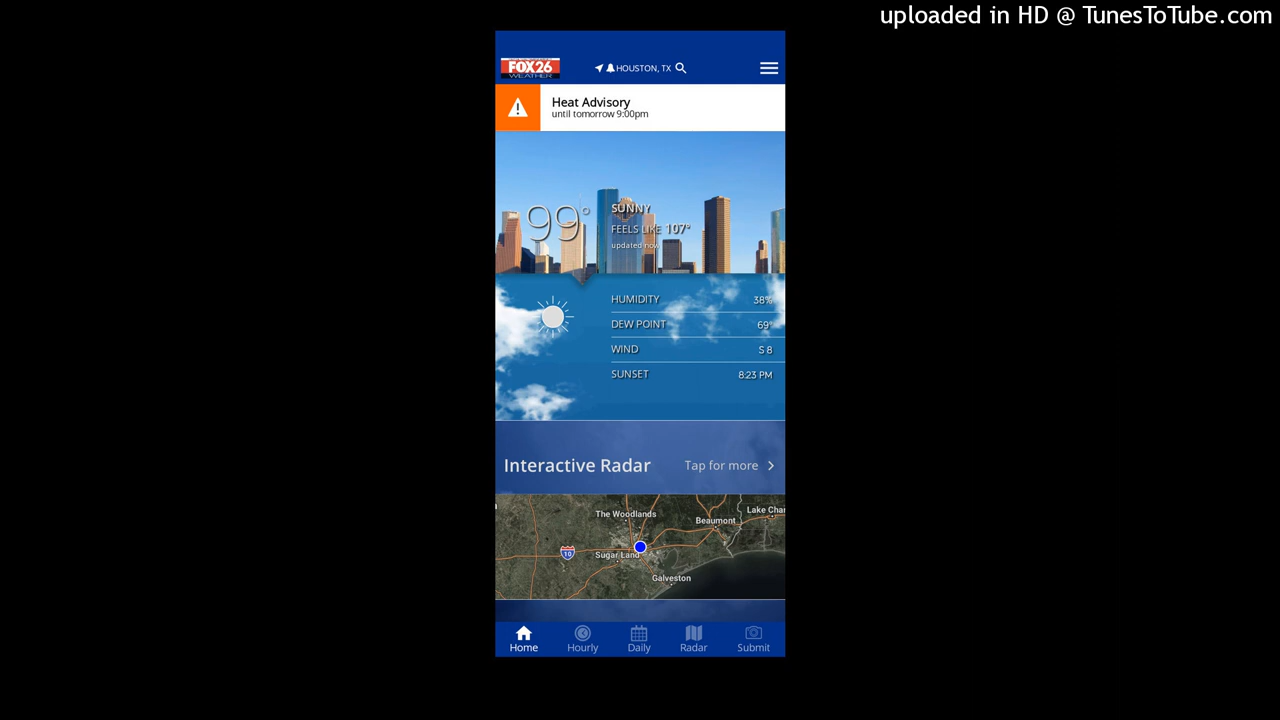 uploaded in HD @ TunesToTube.com
FOX26
WEATHER
HOUSTON, TX
Heat Advisory
until tomorrow 9:00pm
99°
SUNNY
FEELS LIKE 107°
updated now
HUMIDITY 38%
DEW POINT 69°
WIND S 8
SUNSET 8:23 PM
Interactive Radar Tap for more
The Woodlands
Beaumont
Lake Char
10
Sugar Land
Galveston
Home Hourly Daily Radar Submit